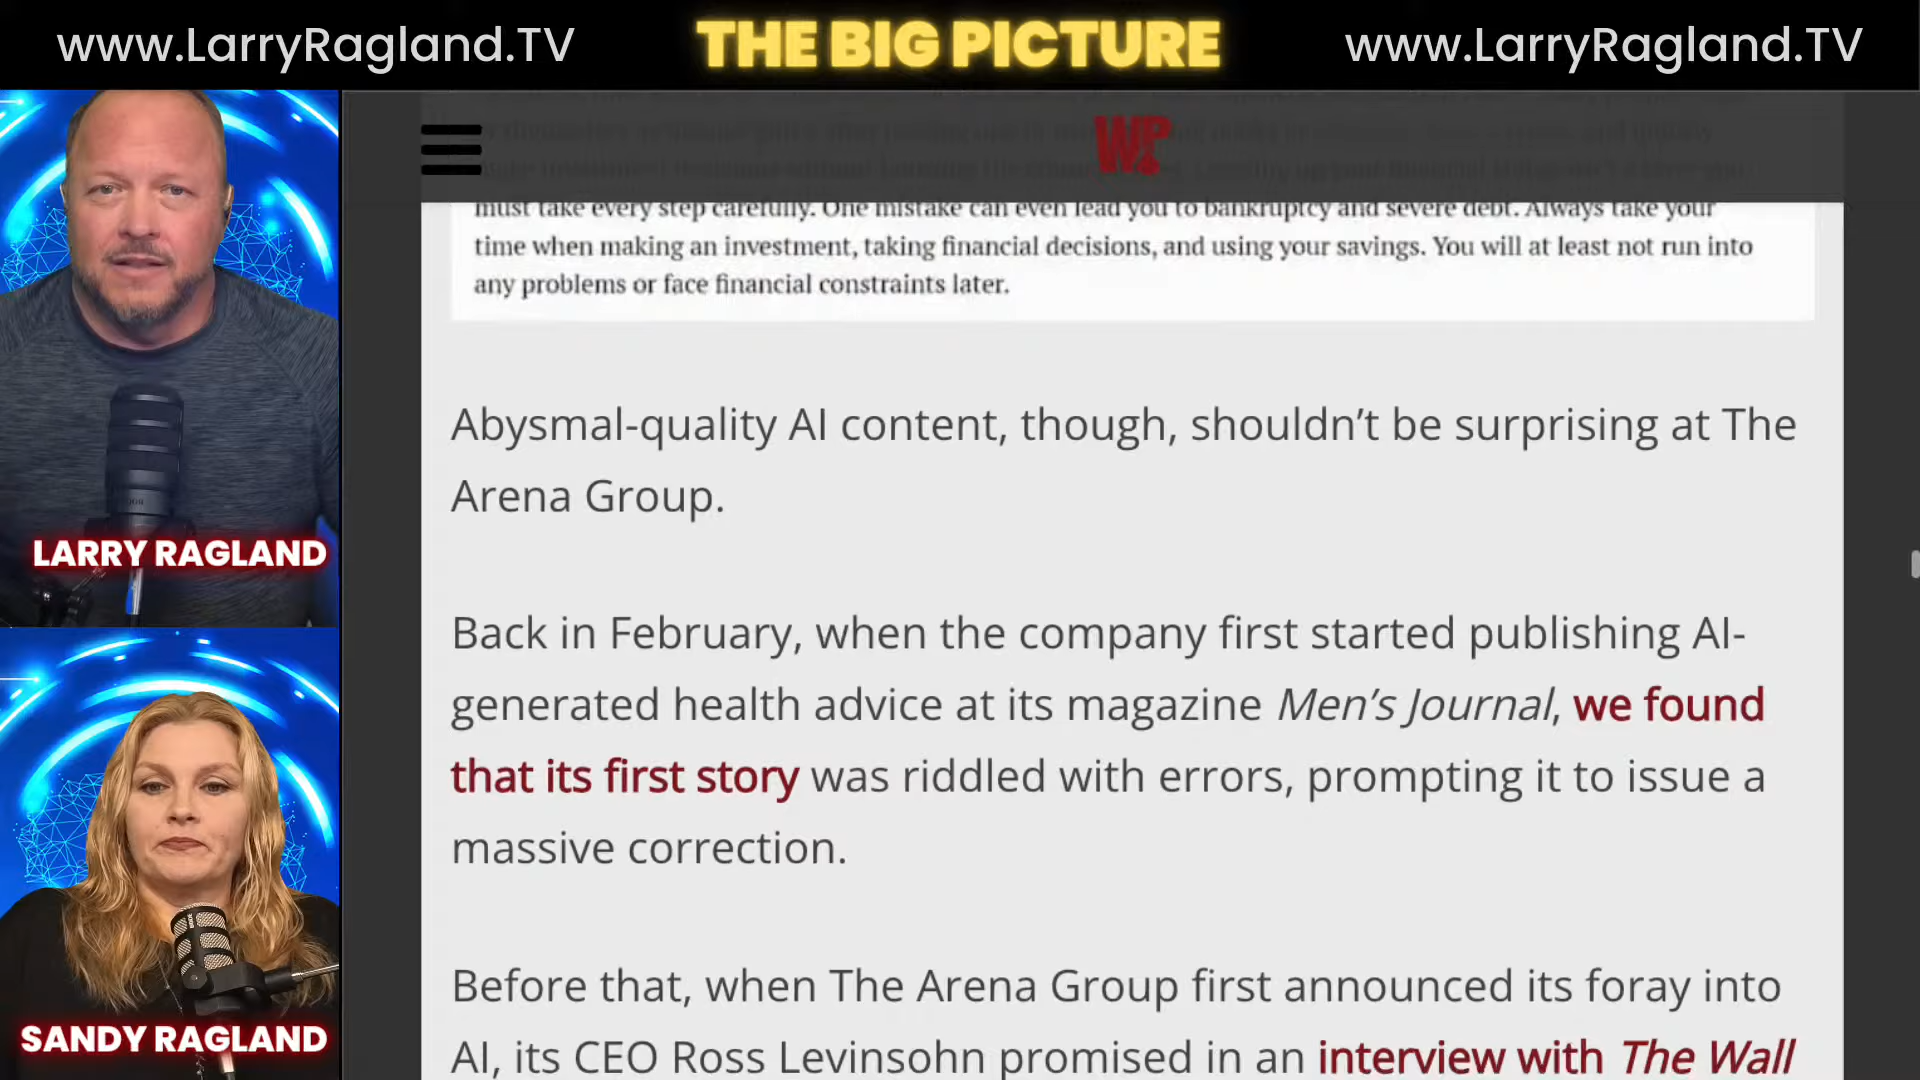 www.LarryRagland.TV
THE BIG PICTURE
www.LarryRagland.TV
must take every step carefully. One mistake can even lead you to bankruptcy and severe debt. Always take your
time when making an investment, taking financial decisions, and using your savings. You will at least not run into
any problems or face financial constraints later.
Abysmal-quality AI content, though, shouldn’t be surprising at The
Arena Group.
Back in February, when the company first started publishing AI-
generated health advice at its magazine Men’s Journal, we found
that its first story was riddled with errors, prompting it to issue a
massive correction.
Before that, when The Arena Group first announced its foray into
AI, its CEO Ross Levinsohn promised in an interview with The Wall
LARRY RAGLAND
SANDY RAGLAND